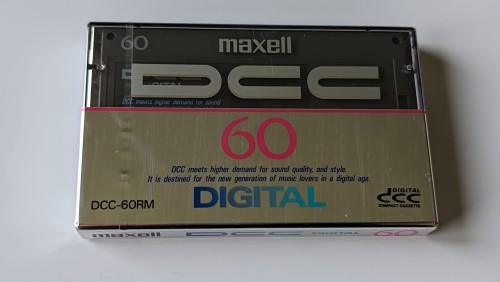 60 maxell
DCC
DIGITAL
DCC meets higher demand for sound
60
DCC meets higher demand for sound quality, and style.
It is destined for the new generation of music lovers in a digital age.
DIGITAL
DCC-60RM
DIGITAL
dcc
COMPACT CASSETTE
maxell DCC DIGITAL 60